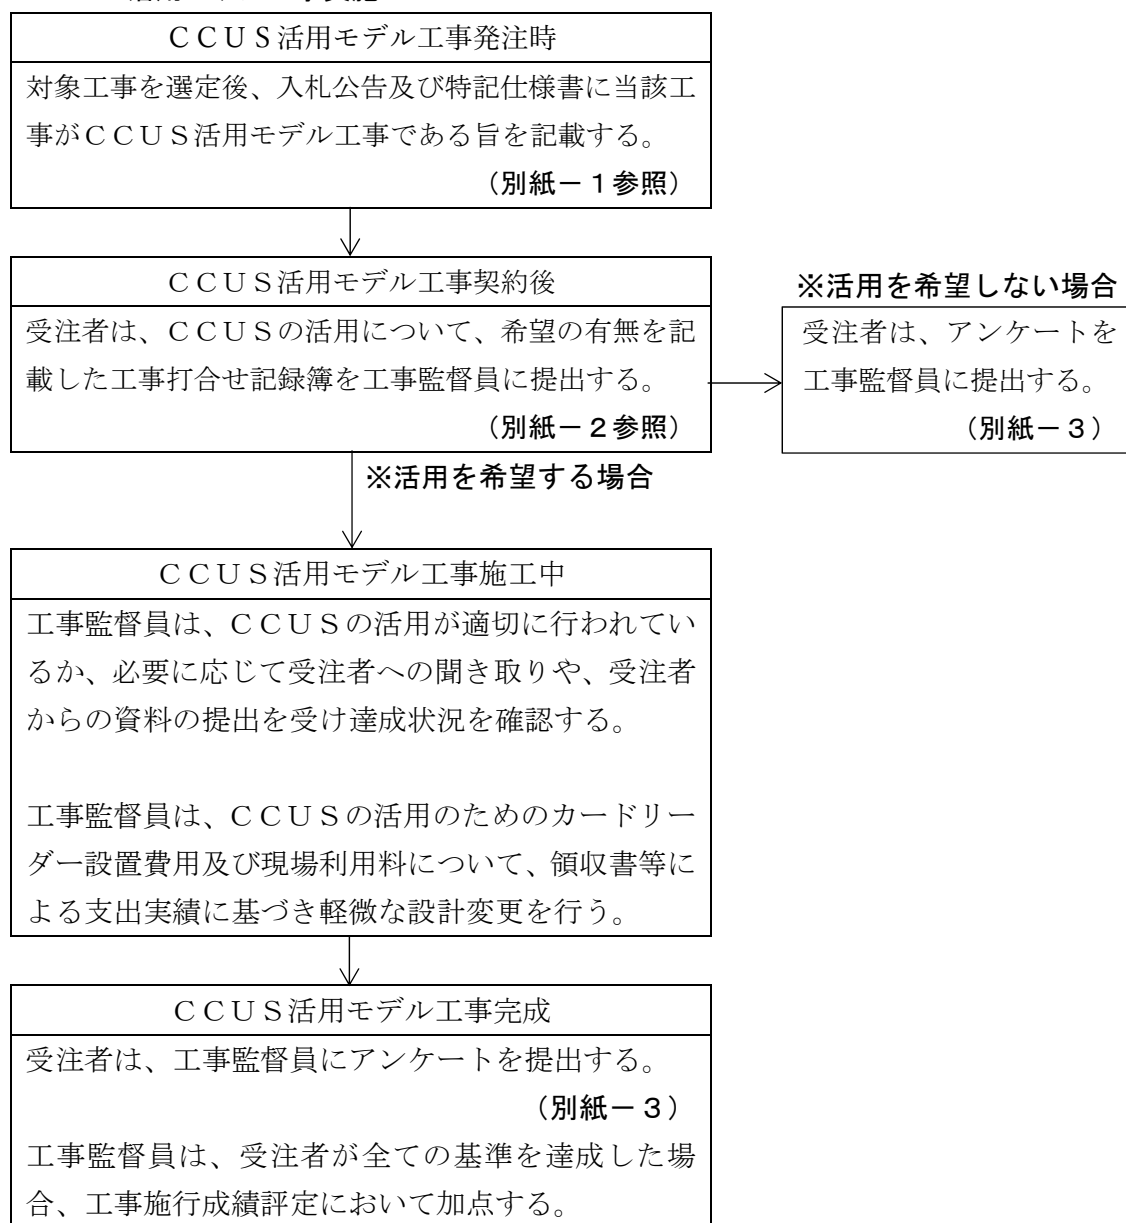 ＣＣＵＳ活用モデル工事発注時
対象工事を選定後、入札公告及び特記仕様書に当該工
事がＣＣＵＳ活用モデル工事である旨を記載する。
（別紙－１参照）
ＣＣＵＳ活用モデル工事契約後
受注者は、ＣＣＵＳの活用について、希望の有無を記
載した工事打合せ記録簿を工事監督員に提出する。
（別紙－２参照）
※活用を希望しない場合
受注者は、アンケートを
工事監督員に提出する。
（別紙－３）
※活用を希望する場合
ＣＣＵＳ活用モデル工事施工中
工事監督員は、ＣＣＵＳの活用が適切に行われてい
るか、必要に応じて受注者への聞き取りや、受注者
からの資料の提出を受け達成状況を確認する。
工事監督員は、ＣＣＵＳの活用のためのカードリー
ダー設置費用及び現場利用料について、領収書等に
よる支出実績に基づき軽微な設計変更を行う。
ＣＣＵＳ活用モデル工事完成
受注者は、工事監督員にアンケートを提出する。
（別紙－３）
工事監督員は、受注者が全ての基準を達成した場
合、工事施行成績評定において加点する。